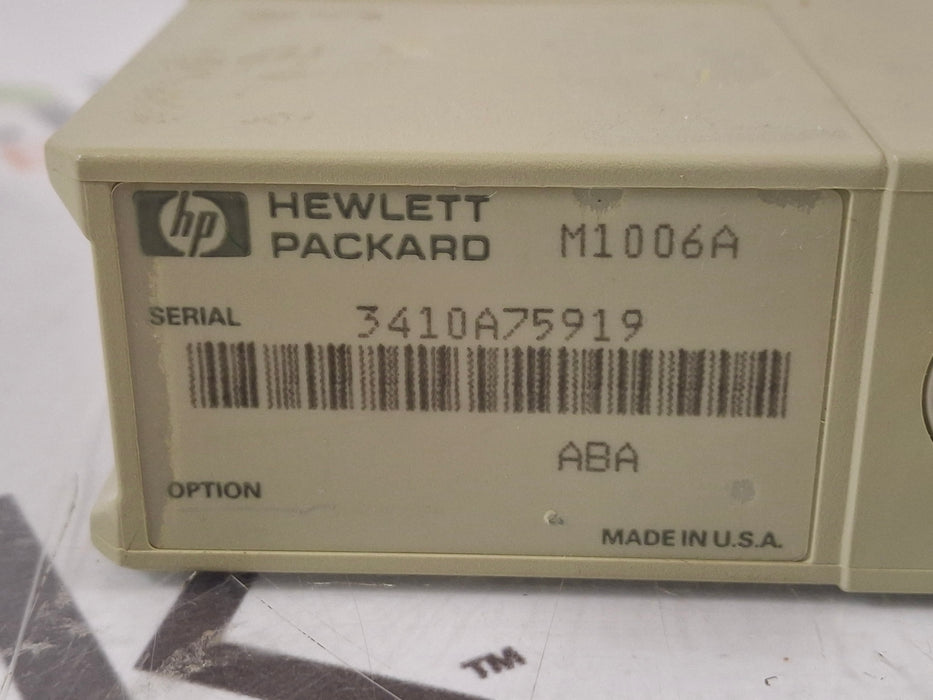 hp HEWLETT
PACKARD M1006A
SERIAL 3410A75919
ABA
OPTION
MADE IN U.S.A.
TM